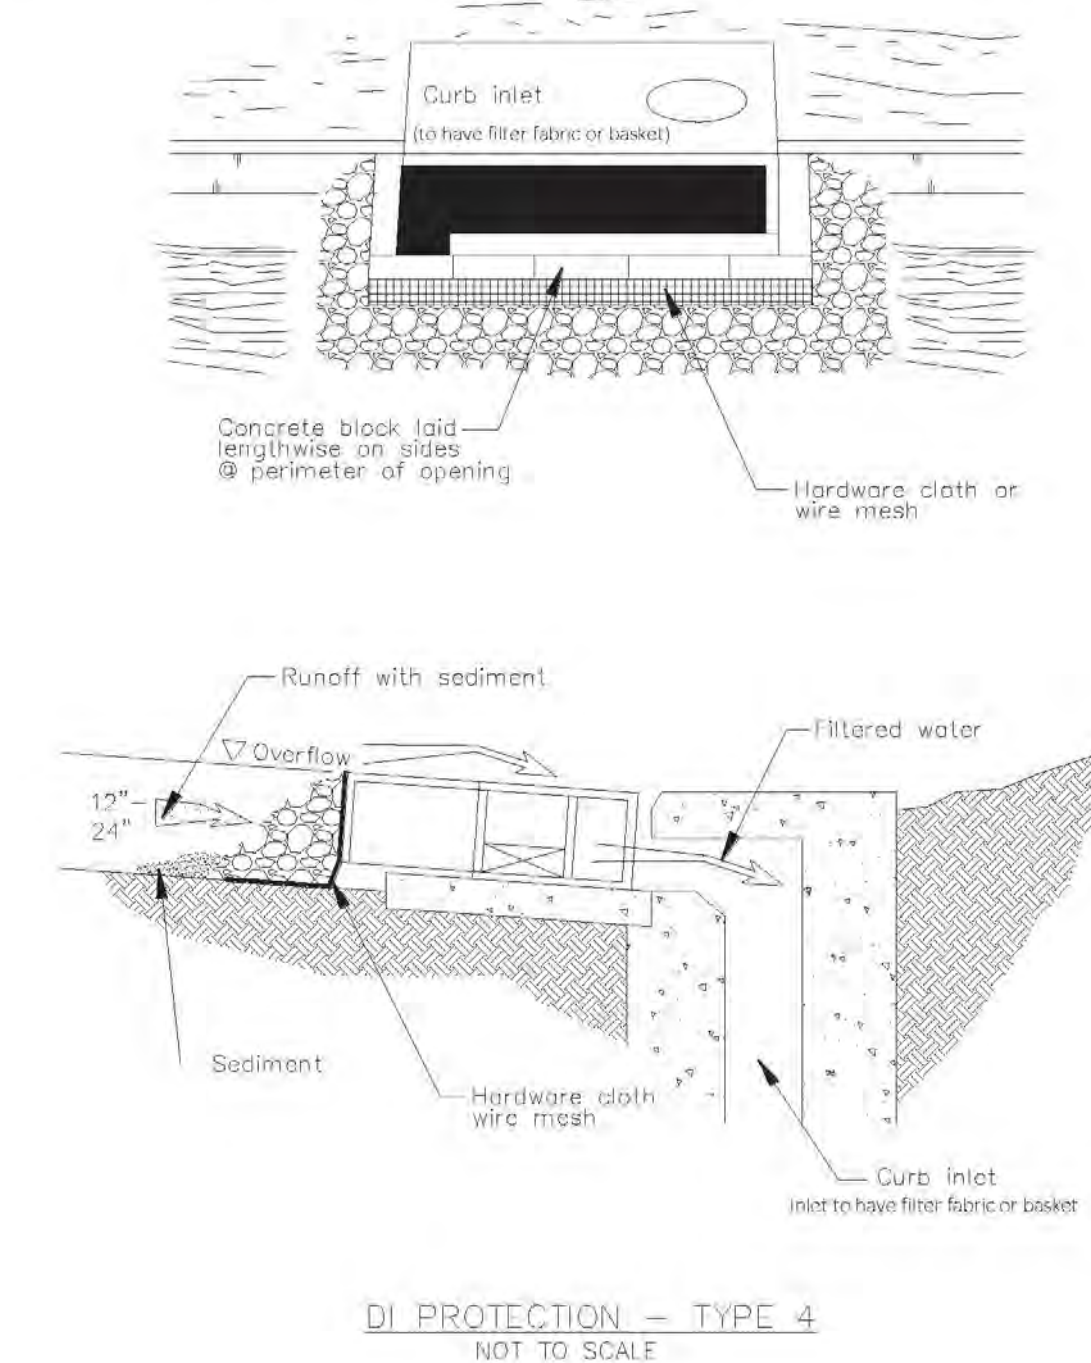 Curb inlet
(to have filter fabric or basket)
Concrete block laid
lengthwise on sides
@ perimeter of opening
Hardware cloth or
wire mesh
Runoff with sediment
Overflow
Filtered water
12"-
24"
Sediment
Hardware cloth
wire mesh
Curb inlet
Inlet to have filter fabric or basket
DI PROTECTION – TYPE 4
NOT TO SCALE